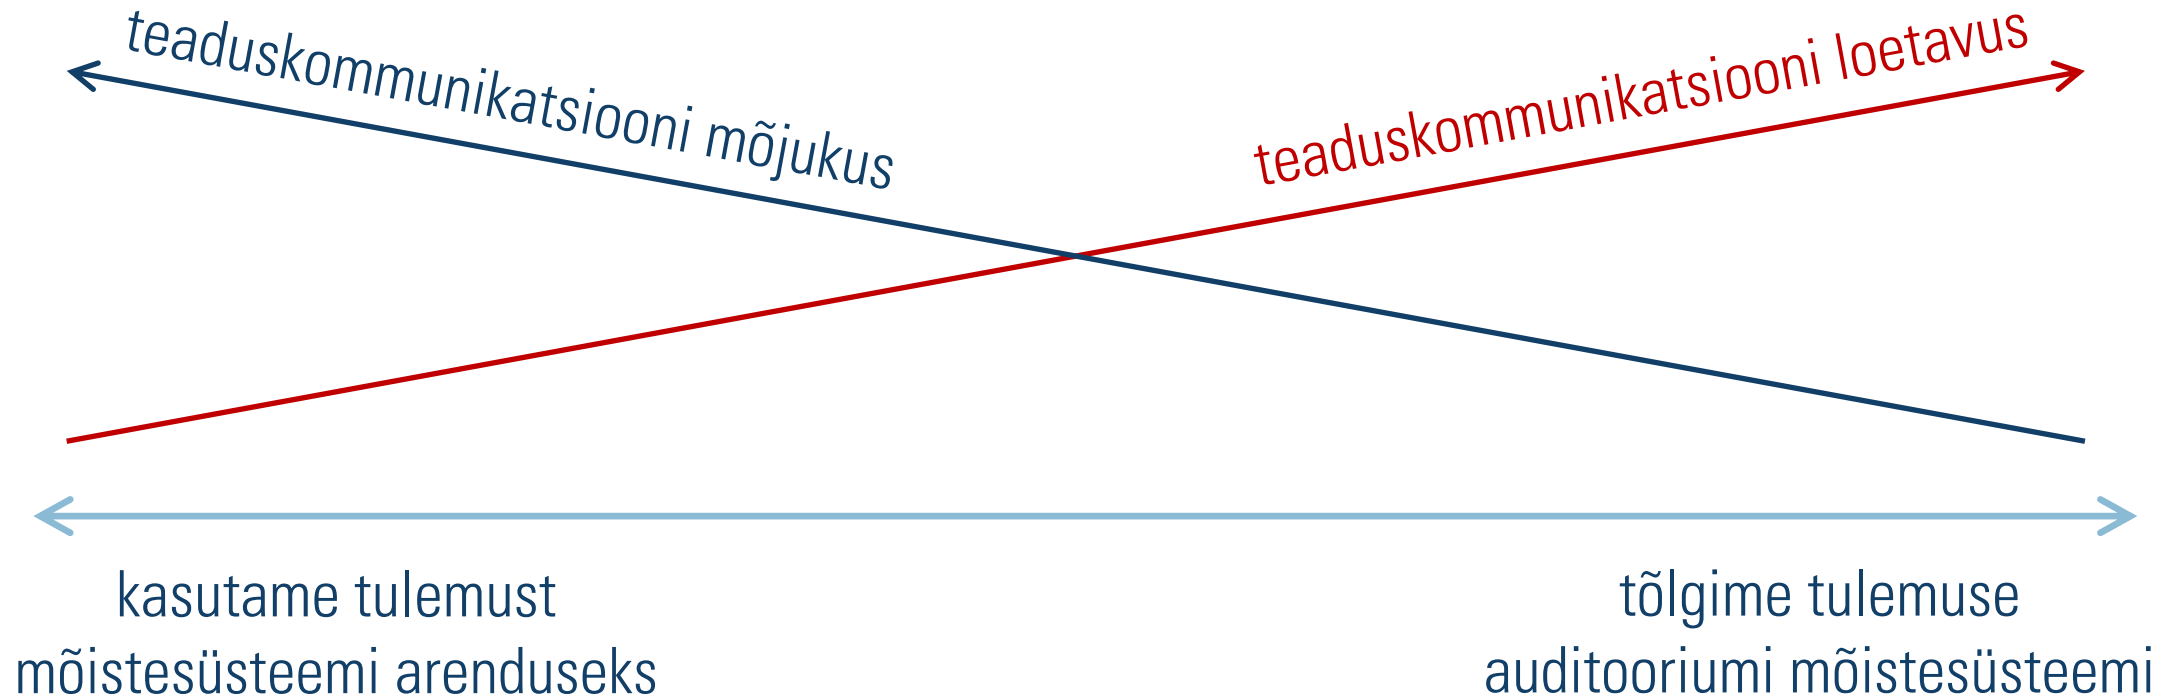 teaduskommunikatsiooni mõjukus
teaduskommunikatsiooni loetavus
kasutame tulemust
mõistesüsteemi arenduseks
tõlgime tulemuse
auditooriumi mõistesüsteemi